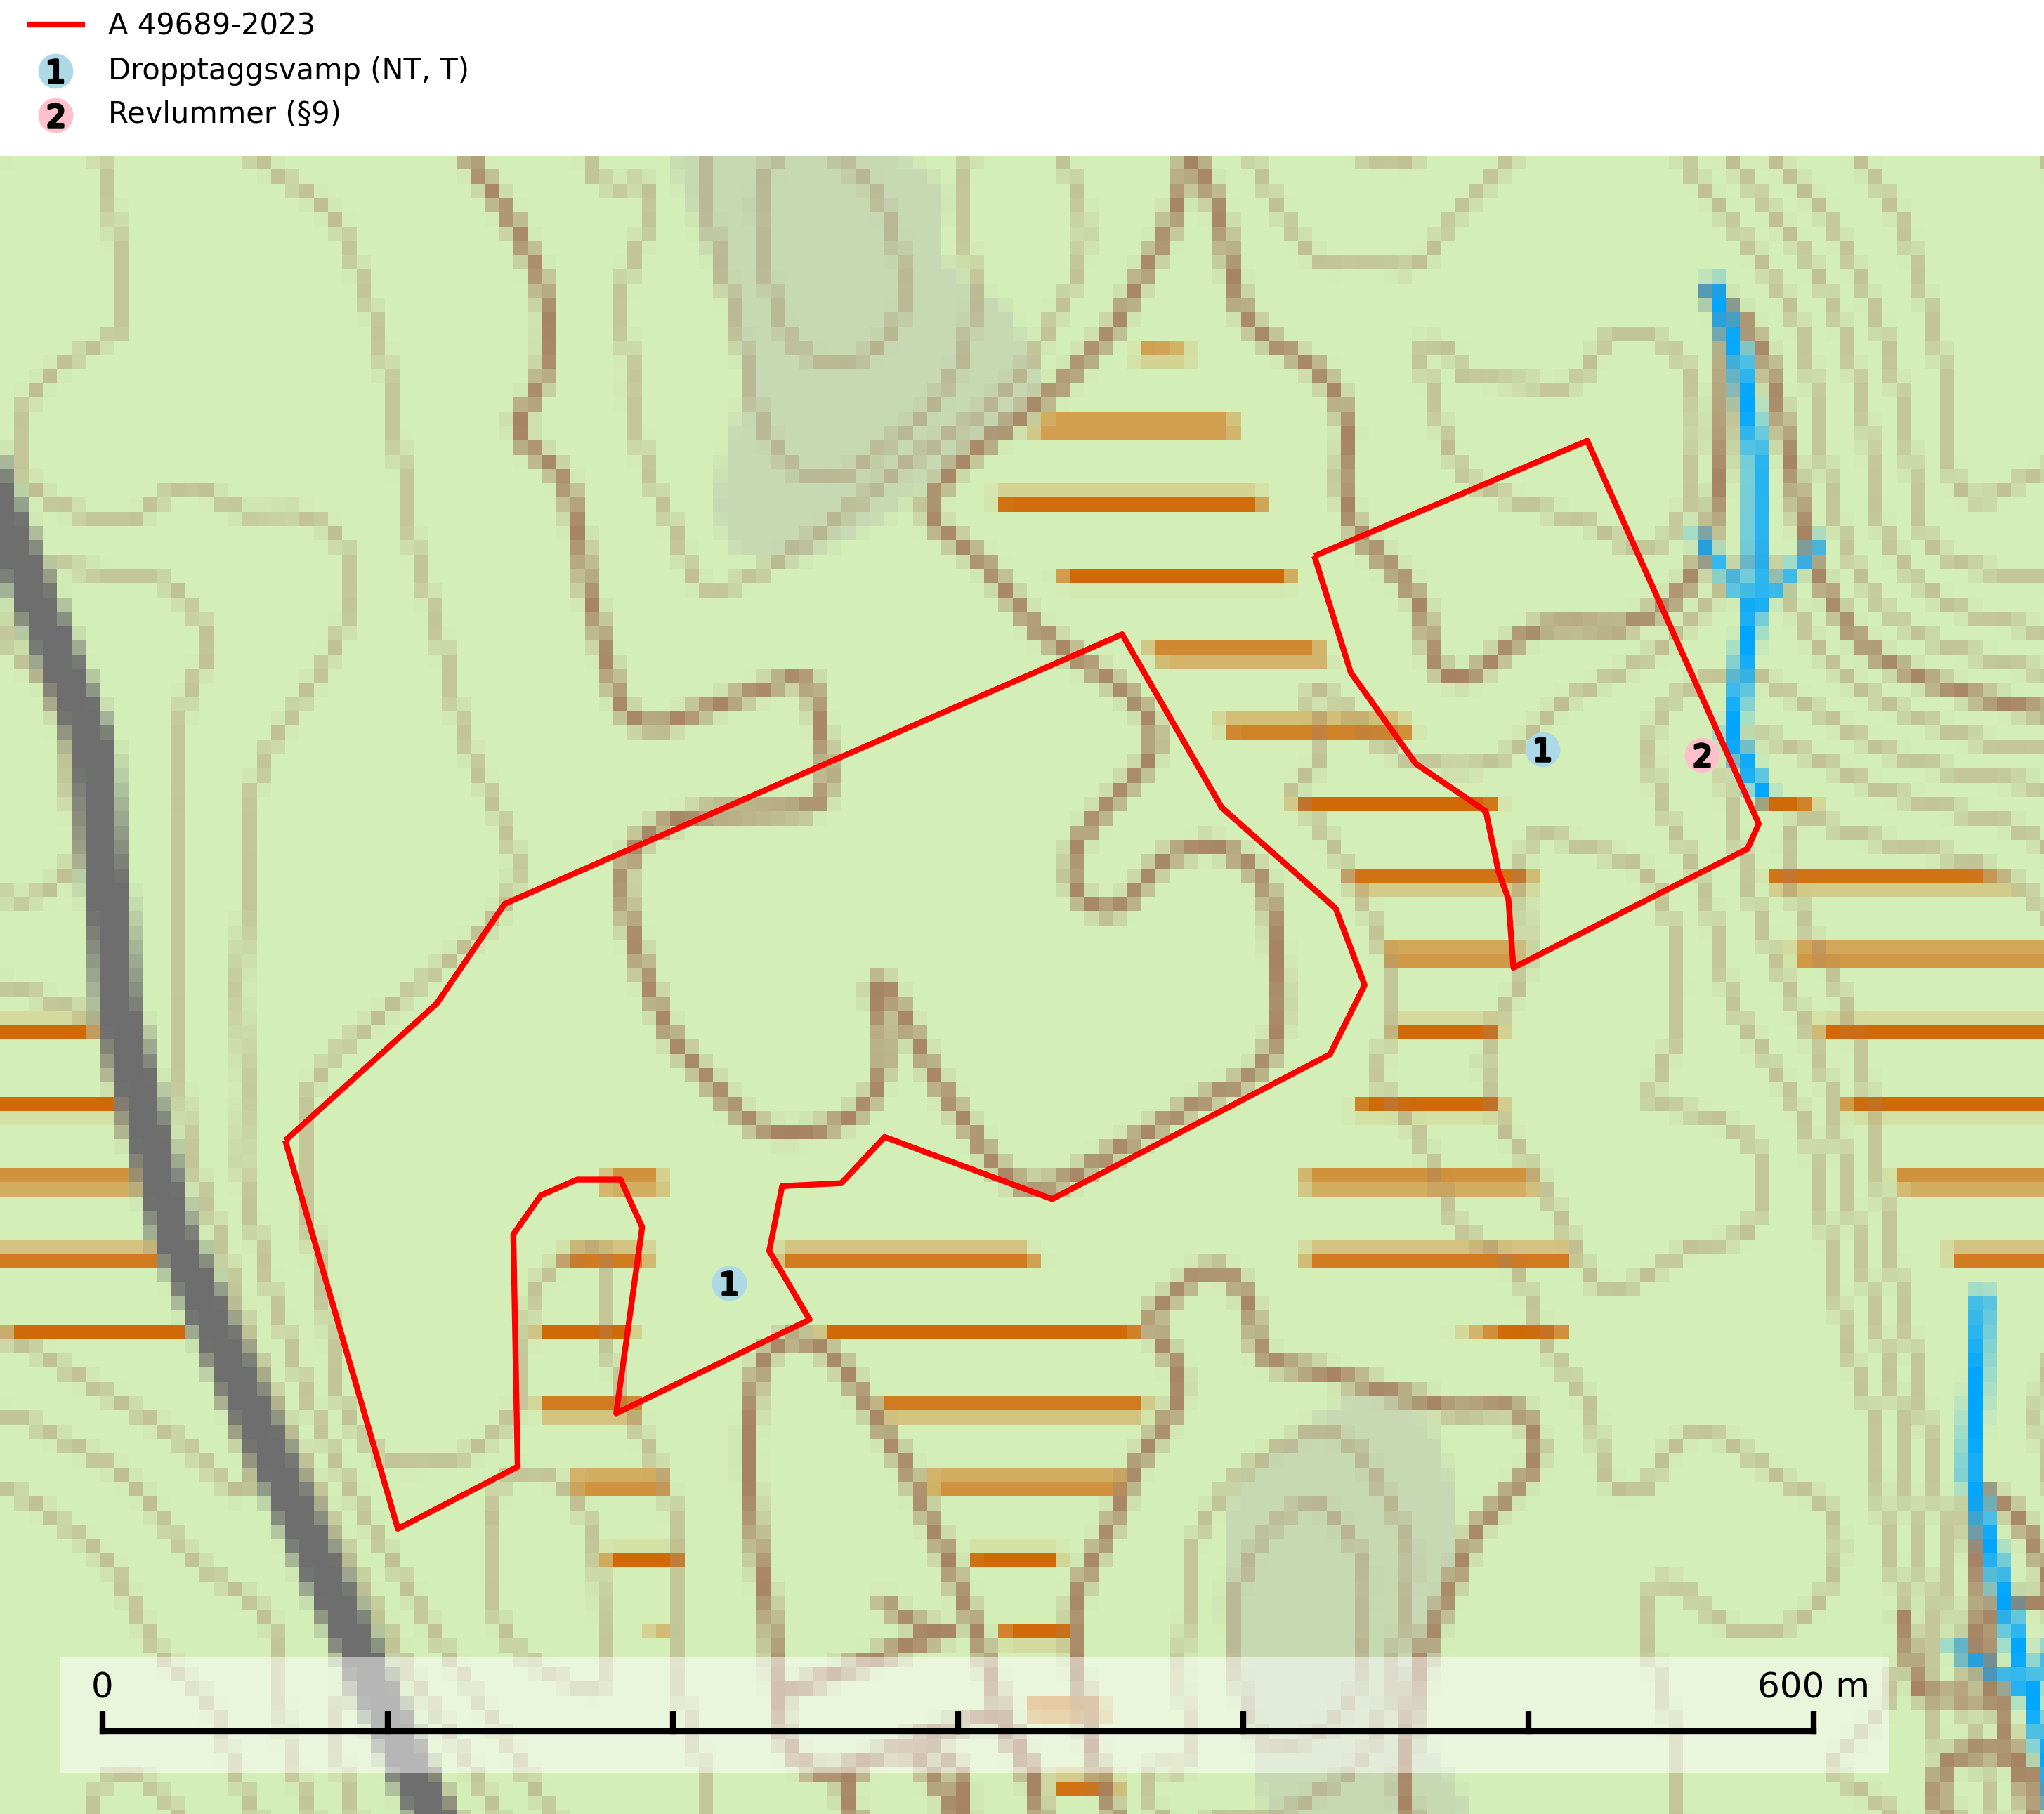 A 49689-2023
1 Dropptaggsvamp (NT, T)
2 Revlummer (§9)
1
2
1
0 600 m